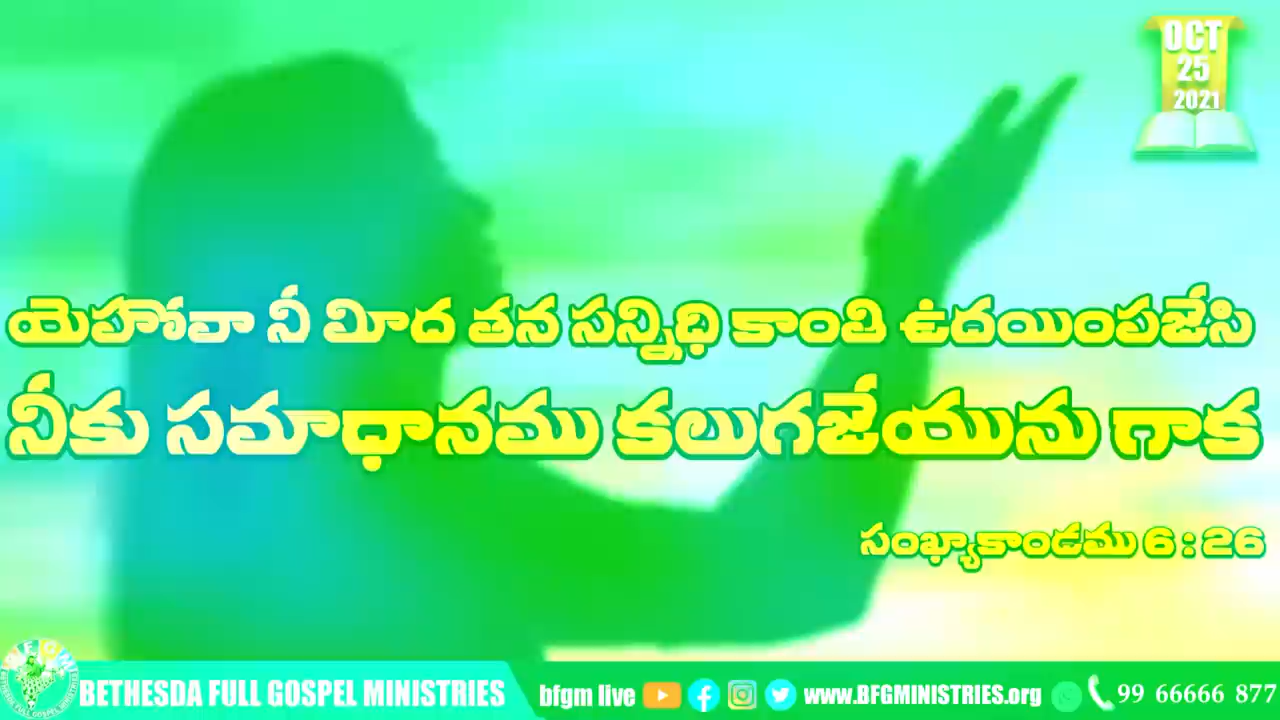 OCT
25
2021
యెహోవా నీ మీద తన సన్నిధి కాంతి ఉదయింపజేసి
నీకు సమాధానము కలుగజేయును గాక
సంఖ్యాకాండము 6 : 26
BETHESDA FULL GOSPEL MINISTRIES bfgm live www.BFGMINISTRIES.org 99 66666 877